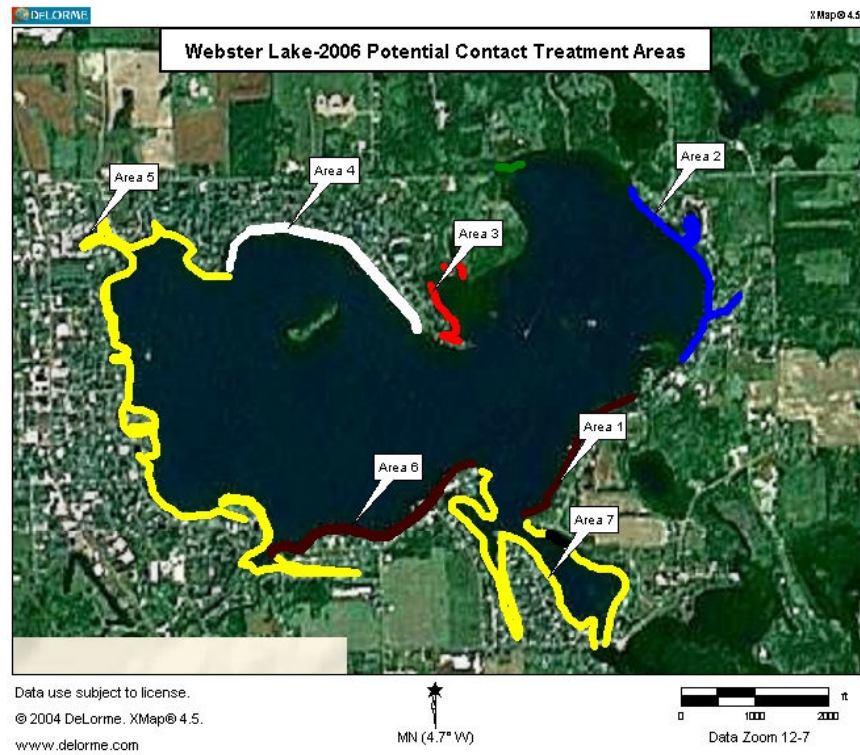 DELORME
XMap® 4.5
Webster Lake-2006 Potential Contact Treatment Areas
Area 2
Area 4
Area 5
Area 3
Area 1
Area 6
Area 7
Data use subject to license.
© 2004 DeLorme. XMap® 4.5.
www.delorme.com
MN (4.7° W)
ft
0 1000 2000
Data Zoom 12-7